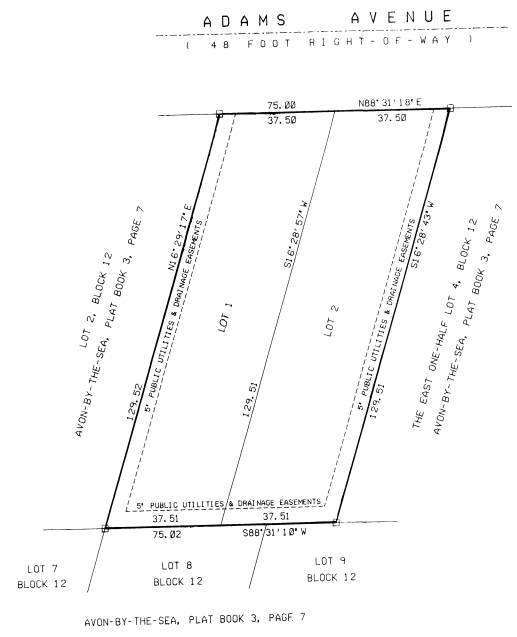 ADAMS AVENUE
( 48 FOOT RIGHT-OF-WAY )
75.00 N88°31'18"E
37.50 37.50
N16°29'17"E
129.52
5' PUBLIC UTILITIES & DRAINAGE EASEMENTS
LOT 2, BLOCK 12
AVON-BY-THE-SEA, PLAT BOOK 3, PAGE 7
LOT 1
S16°28'57"W
129.51
LOT 2
S16°28'43"W
129.51
5' PUBLIC UTILITIES & DRAINAGE EASEMENTS
THE EAST ONE-HALF LOT 4, BLOCK 12
AVON-BY-THE-SEA, PLAT BOOK 3, PAGE 7
5' PUBLIC UTILITIES & DRAINAGE EASEMENTS
37.51 37.51
75.02 S88°31'10"W
LOT 7
BLOCK 12
LOT 8
BLOCK 12
LOT 9
BLOCK 12
AVON-BY-THE-SEA, PLAT BOOK 3, PAGE 7